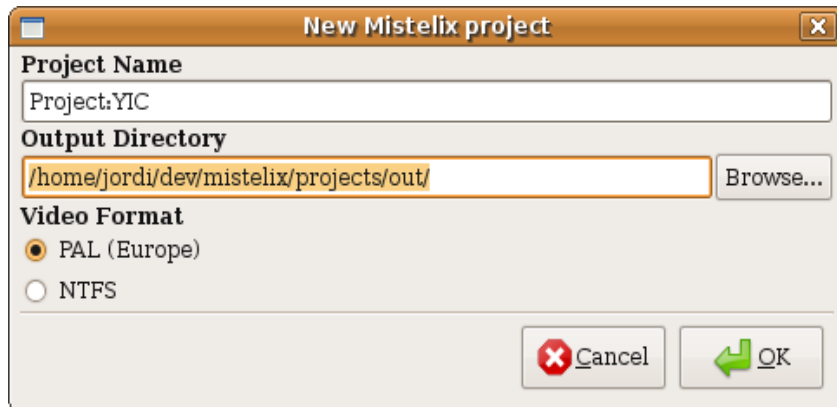 New Mistelix project
Project Name
Project:YIC
Output Directory
/home/jordi/dev/mistelix/projects/out/
Browse...
Video Format
PAL (Europe)
NTFS
Cancel
OK